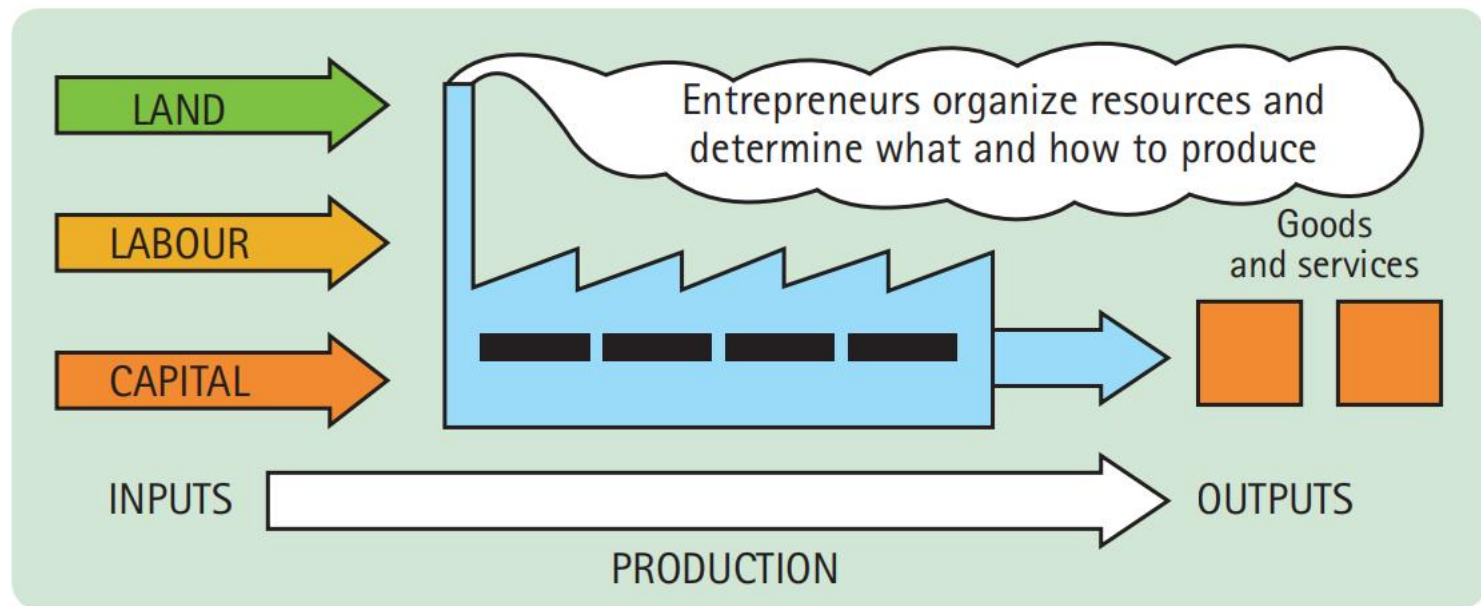 LAND
LABOUR
CAPITAL
Entrepreneurs organize resources and
determine what and how to produce
Goods
and services
INPUTS
OUTPUTS
PRODUCTION